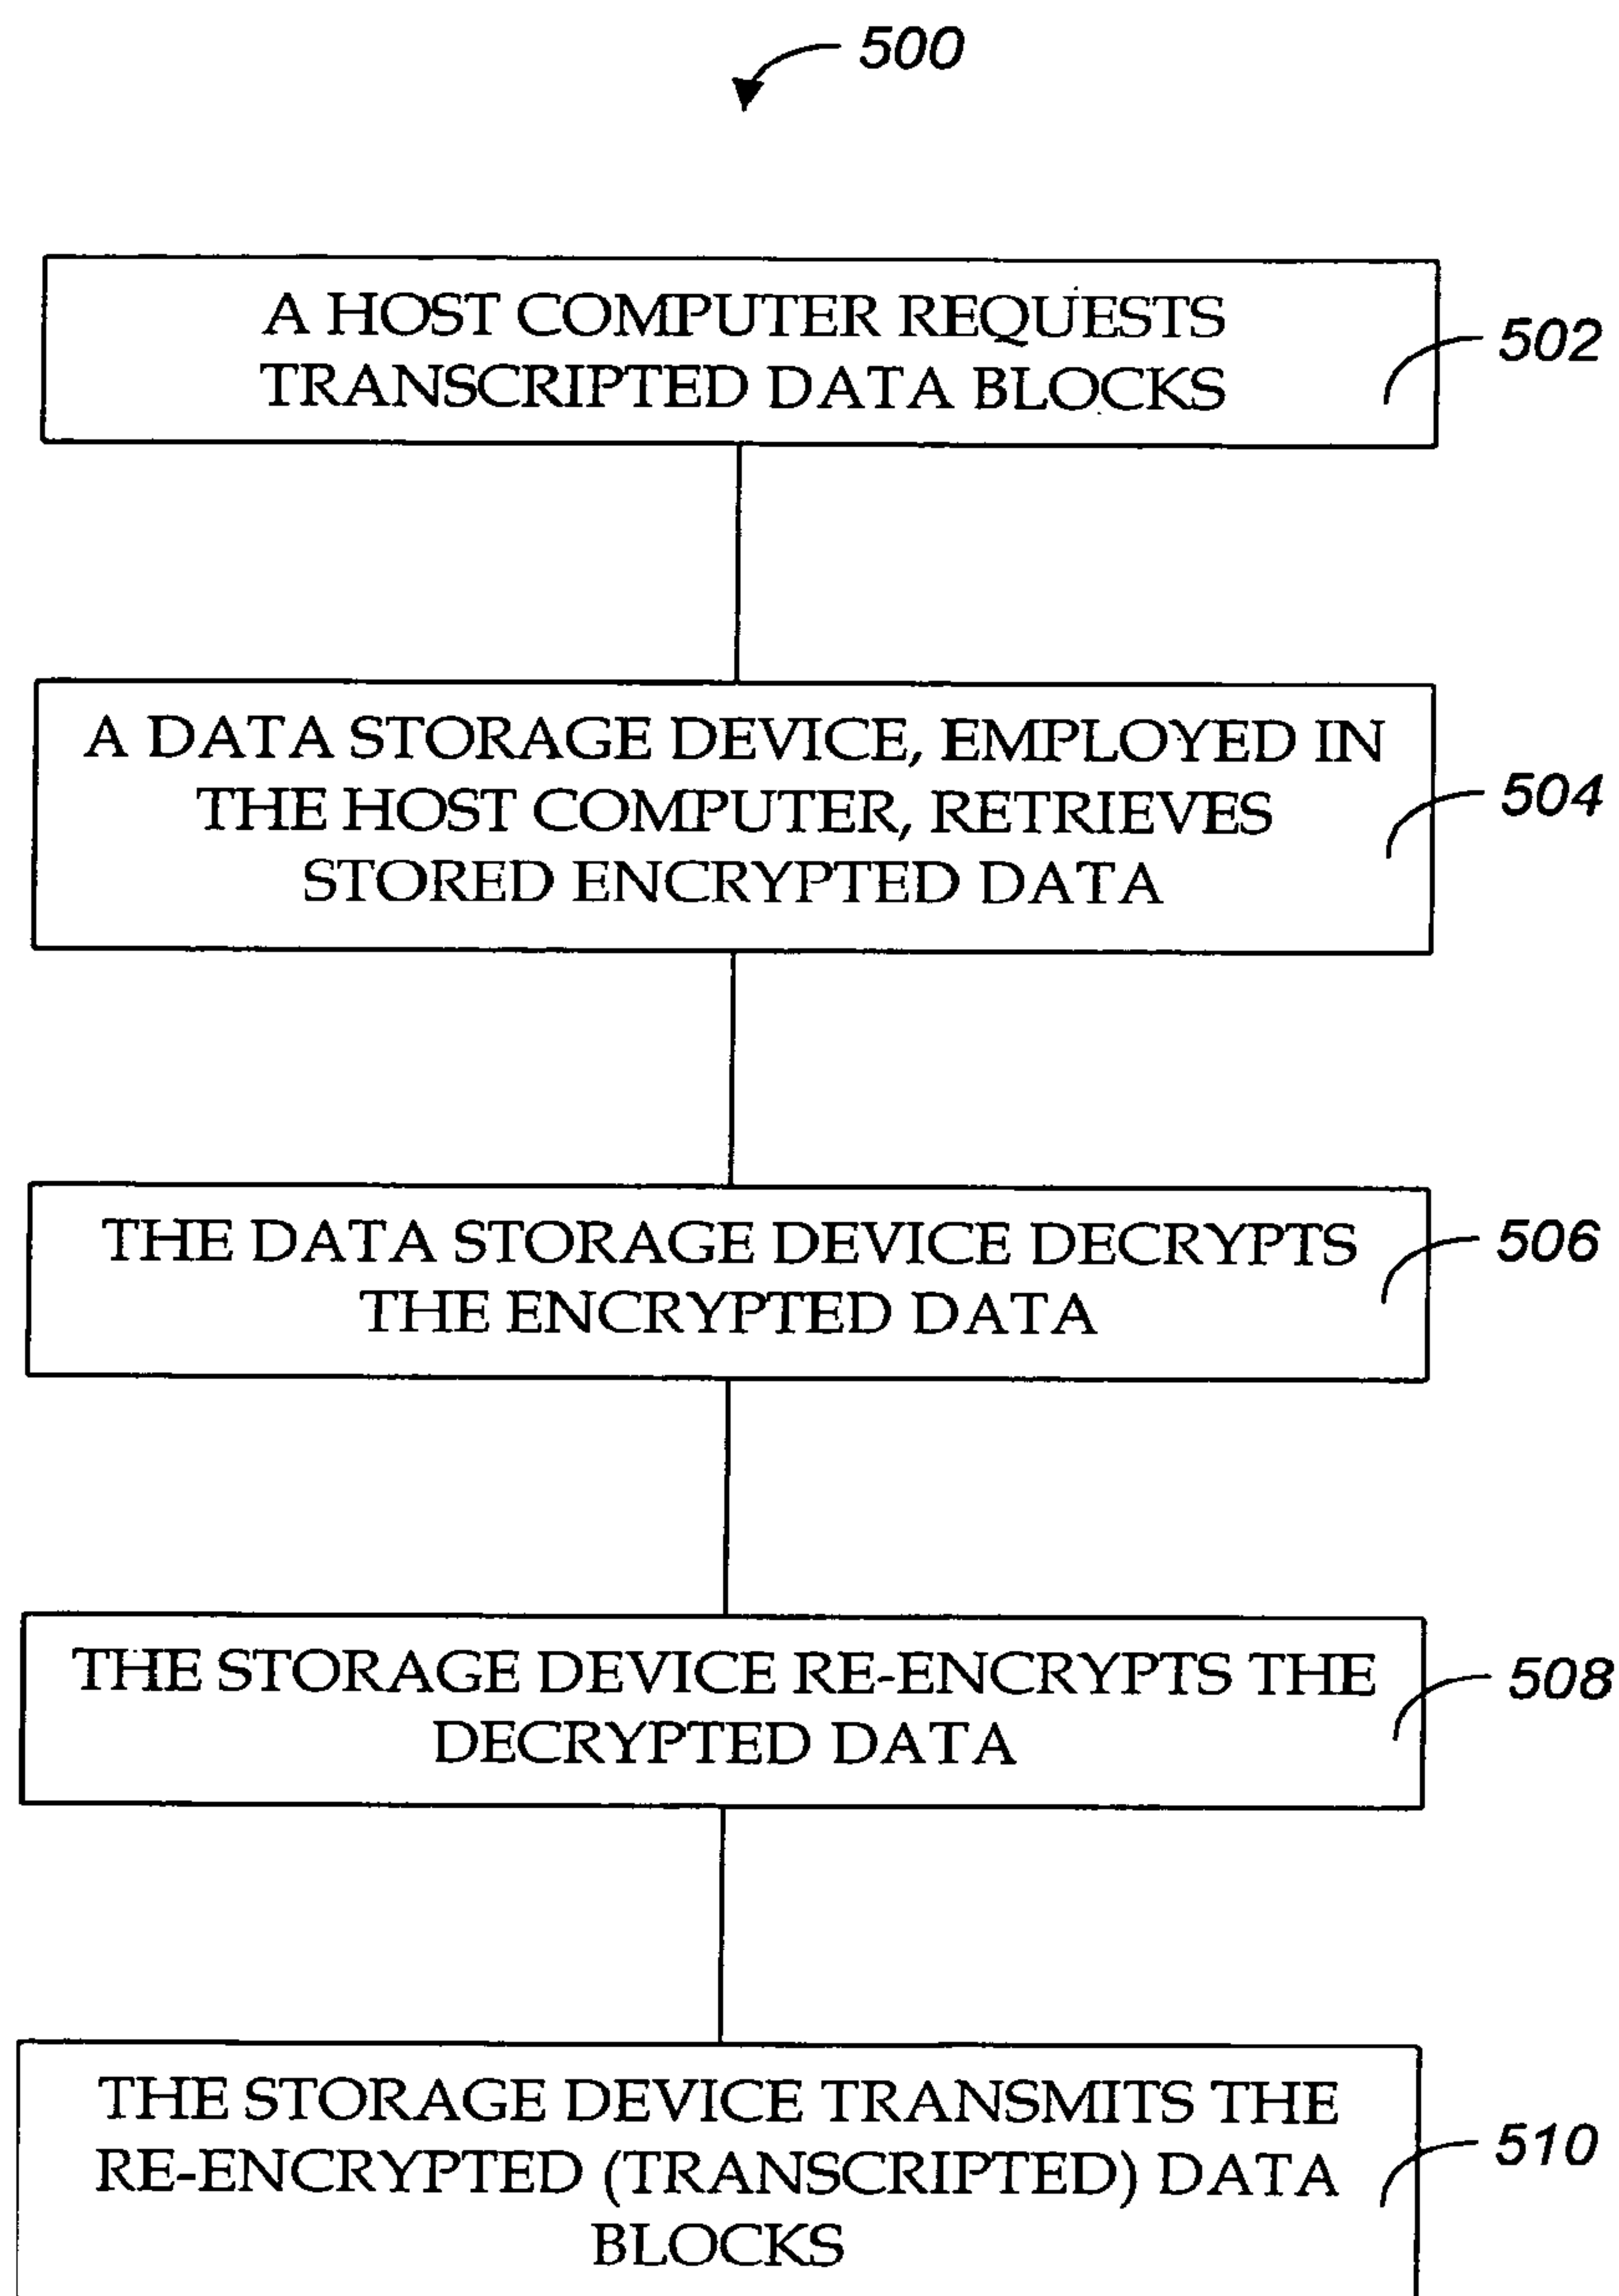 500
A HOST COMPUTER REQUESTS
TRANSCRIPTED DATA BLOCKS
502
A DATA STORAGE DEVICE, EMPLOYED IN
THE HOST COMPUTER, RETRIEVES
STORED ENCRYPTED DATA
504
THE DATA STORAGE DEVICE DECRYPTS
THE ENCRYPTED DATA
506
THE STORAGE DEVICE RE-ENCRYPTS THE
DECRYPTED DATA
508
THE STORAGE DEVICE TRANSMITS THE
RE-ENCRYPTED (TRANSCRIPTED) DATA
BLOCKS
510